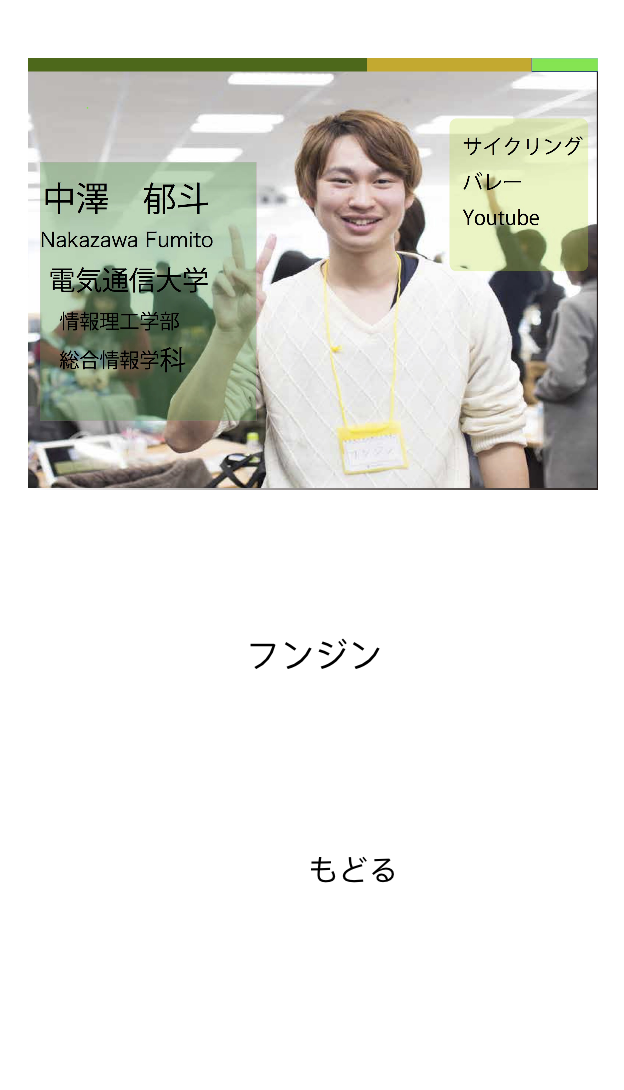 中澤　郁斗
Nakazawa Fumito
電気通信大学
情報理工学部
総合情報学科
サイクリング
バレー
Youtube
フンジン
フンジン
もどる